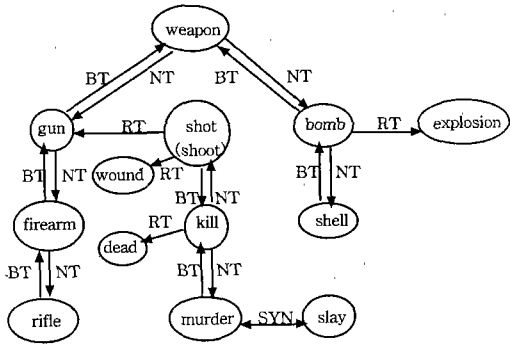 weapon
BT NT BT NT
gun RT shot (shoot bomb RT explosion
wound RT
BT NT BT NT BT NT
firearm RT kill shell
dead
BT NT BT NT
rifle murder SYN slay